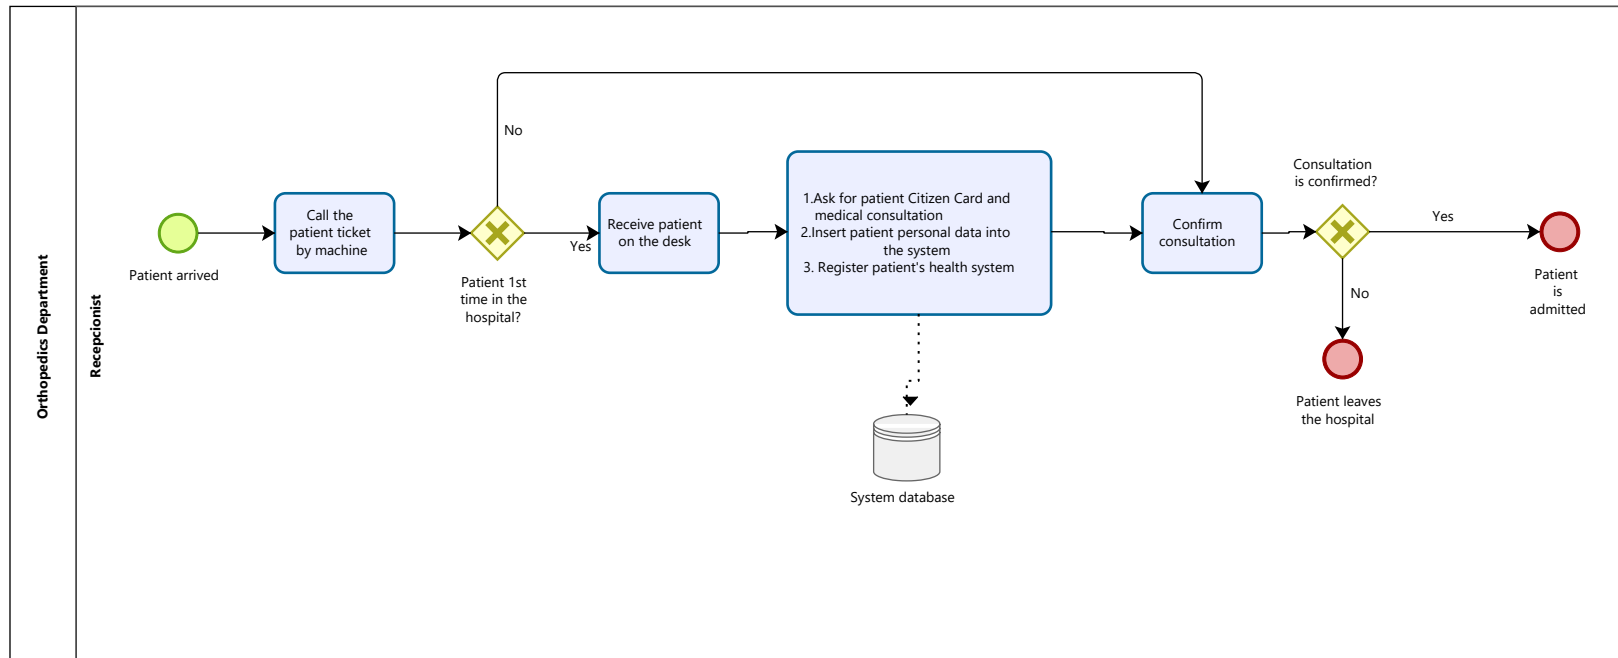 Orthopedics Department
Recepcionist
Patient arrived
Call the
patient ticket
by machine
No
Patient 1st
time in the
hospital?
Yes
Receive patient
on the desk
1.Ask for patient Citizen Card and
medical consultation
2.Insert patient personal data into
the system
3. Register patient's health system
System database
Confirm
consultation
Consultation
is confirmed?
Yes
No
Patient leaves
the hospital
Patient
is
admitted